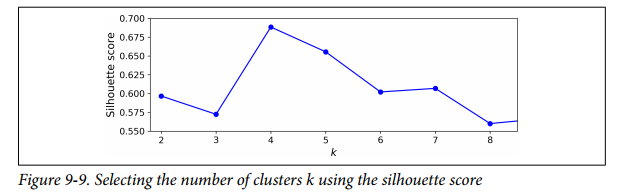 0.700
0.675
0.650
0.625
0.600
0.575
0.550
Silhouette score
2 3 4 5 6 7 8
k
Figure 9-9. Selecting the number of clusters k using the silhouette score